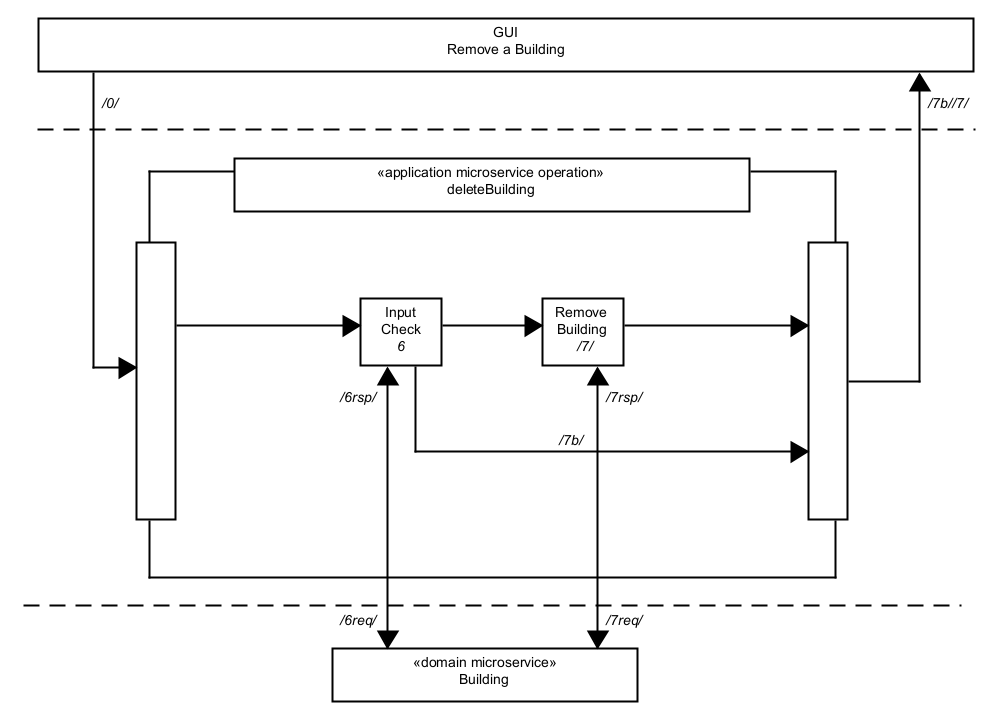 GUI
Remove a Building
/0/
/7b//7/
«application microservice operation»
deleteBuilding
Input
Check
6
Remove
Building
/7/
/6rsp/
/7rsp/
/7b/
/6req/
/7req/
«domain microservice»
Building